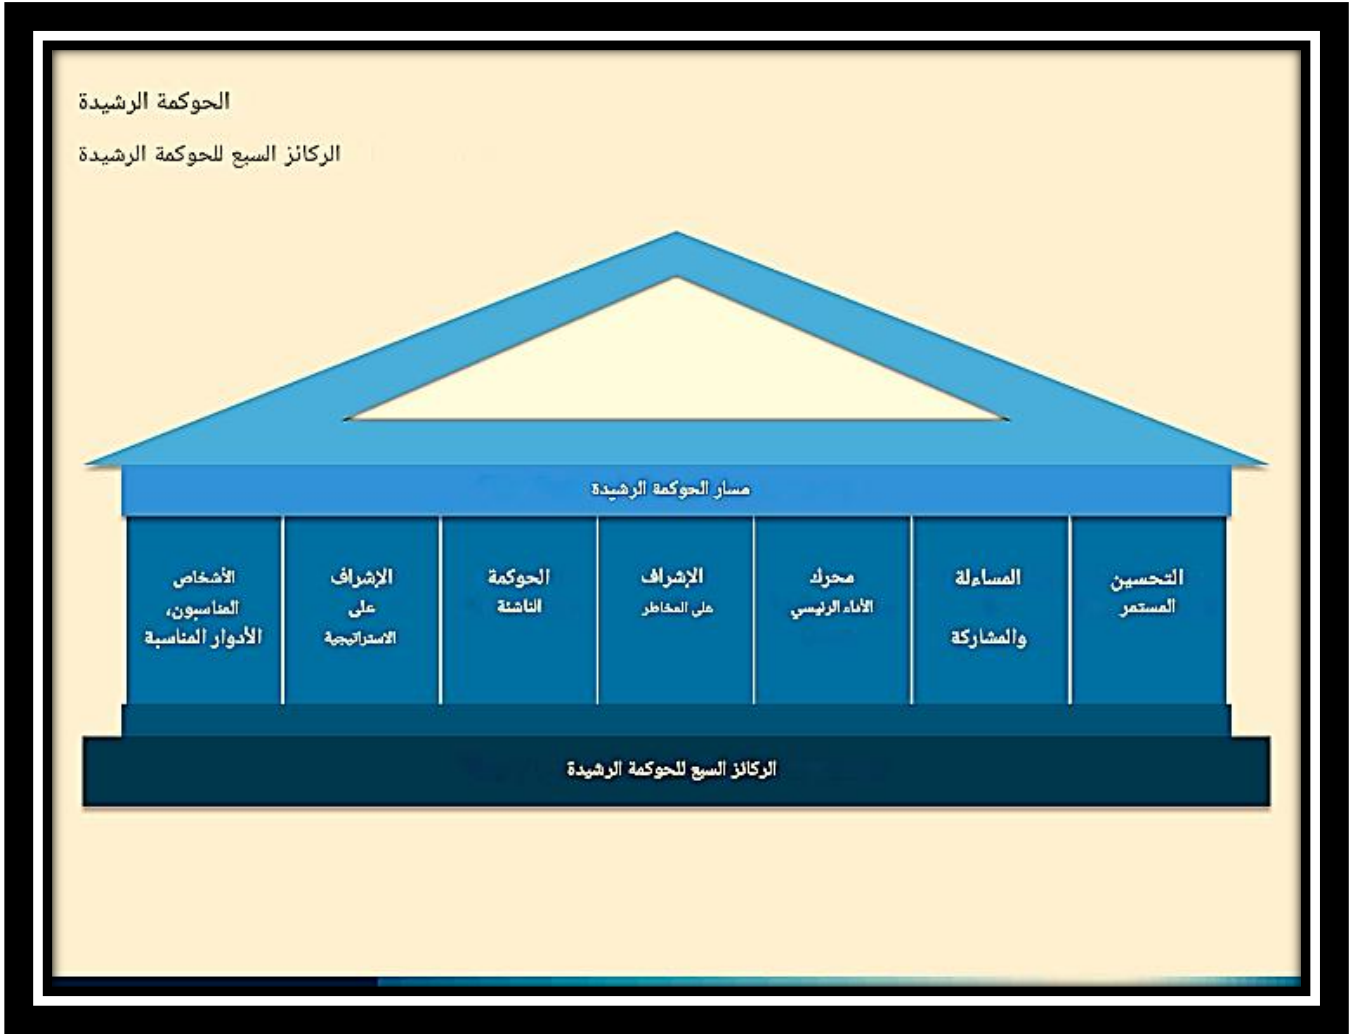 الحوكمة الرشيدة
الركائز السبع للحوكمة الرشيدة
مسار الحوكمة الرشيدة
التحسين
المستمر
المساءلة
والمشاركة
محرك
الأداء الرئيسي
الإشراف
على المخاطر
الحوكمة
الناشئة
الإشراف
على
الاستراتيجية
الأشخاص
المناسبون،
الأدوار المناسبة
الركائز السبع للحوكمة الرشيدة